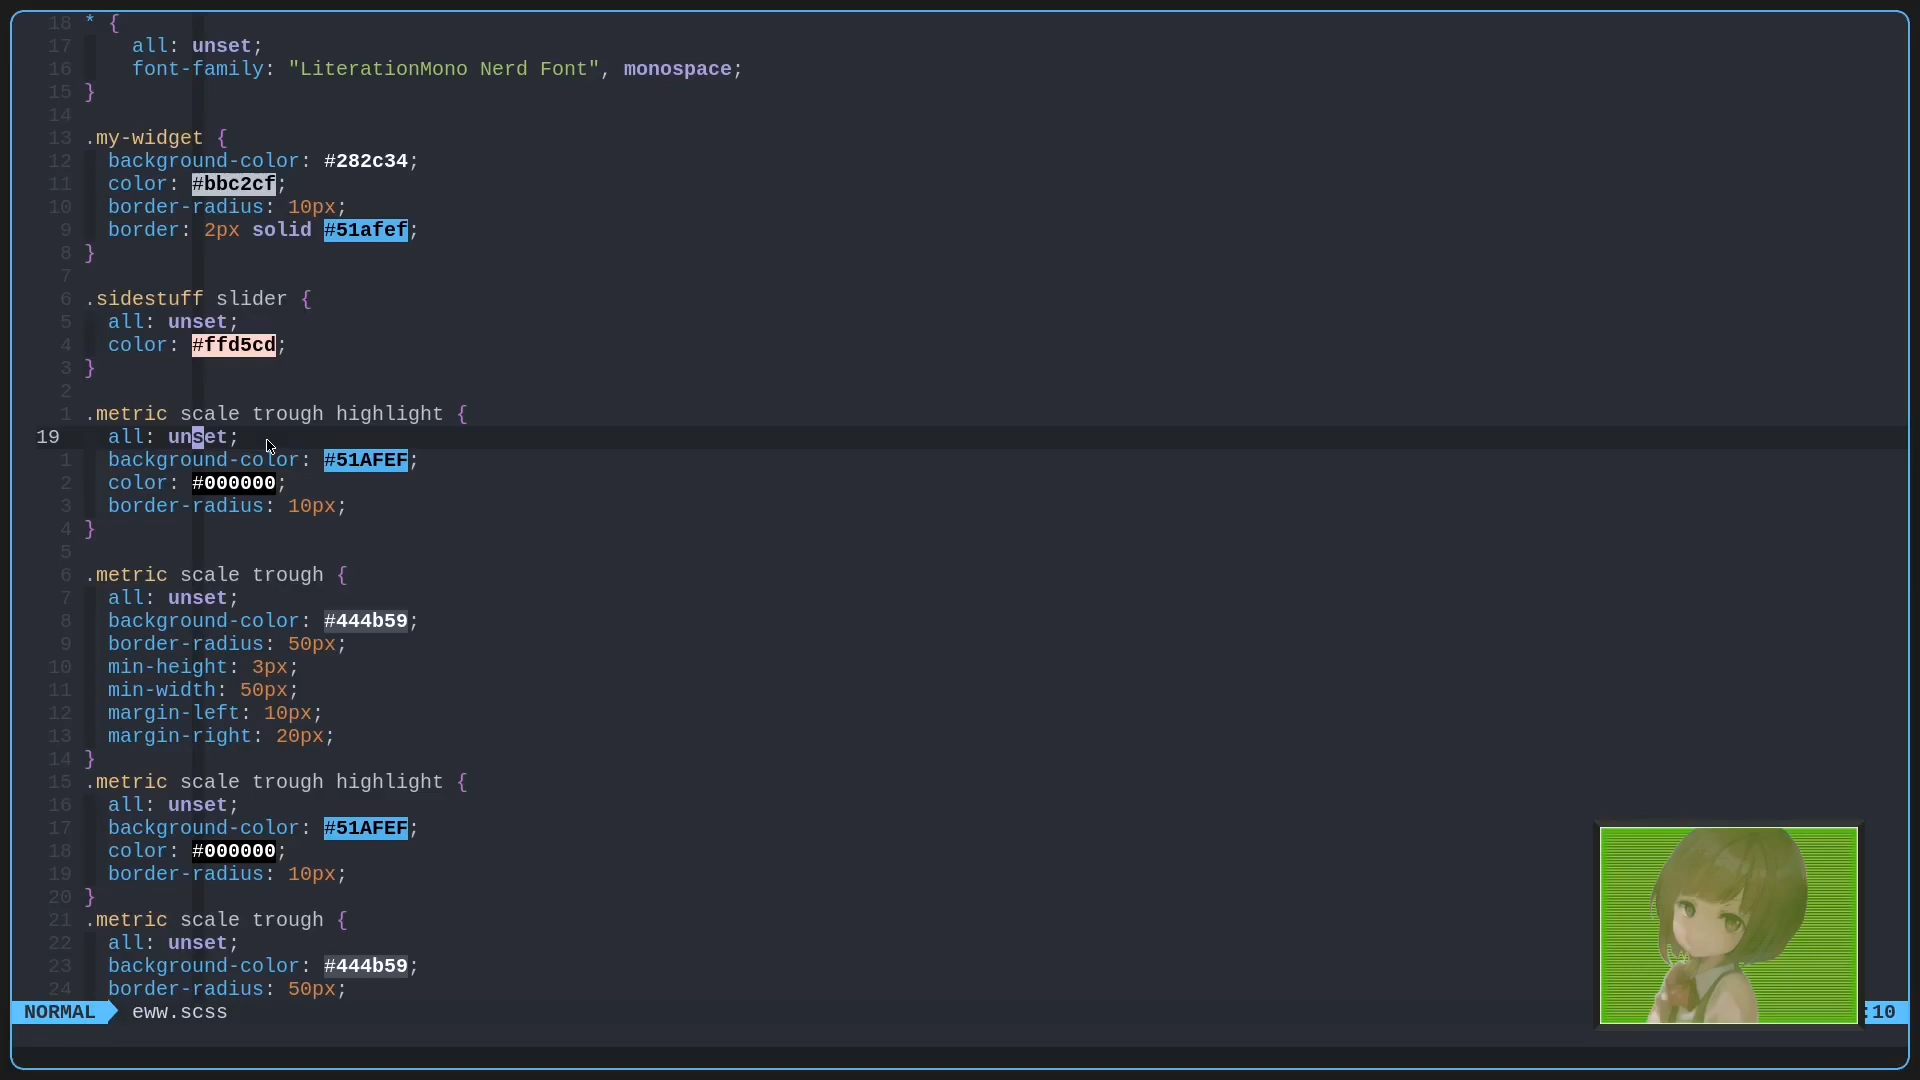 18 * {
17 all: unset;
16 font-family: "LiterationMono Nerd Font", monospace;
15 }
14
13 .my-widget {
12 background-color: #282c34;
11 color: #bbc2cf;
10 border-radius: 10px;
9 border: 2px solid #51afef;
8 }
7
6 .sidestuff slider {
5 all: unset;
4 color: #ffd5cd;
3 }
2
1 .metric scale trough highlight {
19 all: unset;
1 background-color: #51AFEF;
2 color: #000000;
3 border-radius: 10px;
4 }
5
6 .metric scale trough {
7 all: unset;
8 background-color: #444b59;
9 border-radius: 50px;
10 min-height: 3px;
11 min-width: 50px;
12 margin-left: 10px;
13 margin-right: 20px;
14 }
15 .metric scale trough highlight {
16 all: unset;
17 background-color: #51AFEF;
18 color: #000000;
19 border-radius: 10px;
20 }
21 .metric scale trough {
22 all: unset;
23 background-color: #444b59;
24 border-radius: 50px;
NORMAL eww.scss :10